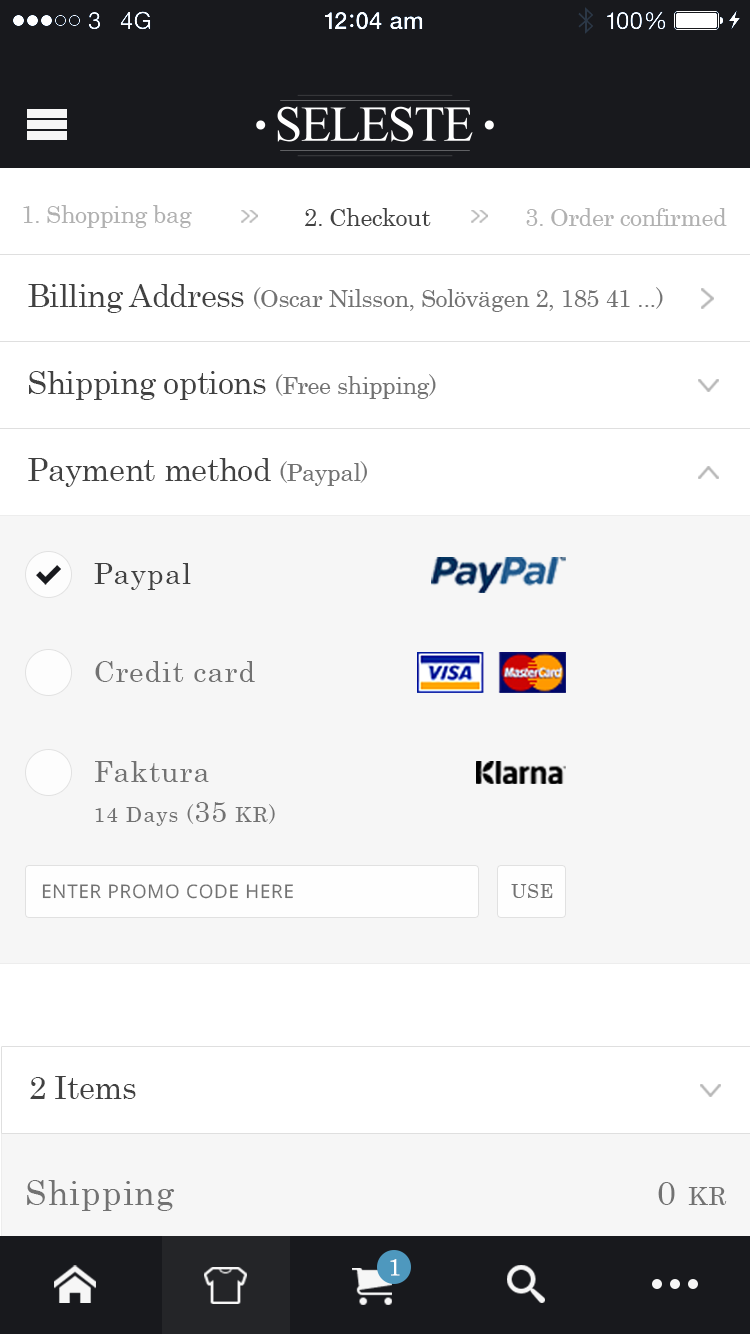 3 4G 12:04 am 100%
• SELESTE •
1. Shopping bag » 2. Checkout » 3. Order confirmed
Billing Address (Oscar Nilsson, Solövägen 2, 185 41 ...)
Shipping options (Free shipping)
Payment method (Paypal)
Paypal PayPal™
Credit card VISA MasterCard
Faktura Klarna
14 Days (35 KR)
ENTER PROMO CODE HERE USE
2 Items
Shipping 0 KR
1